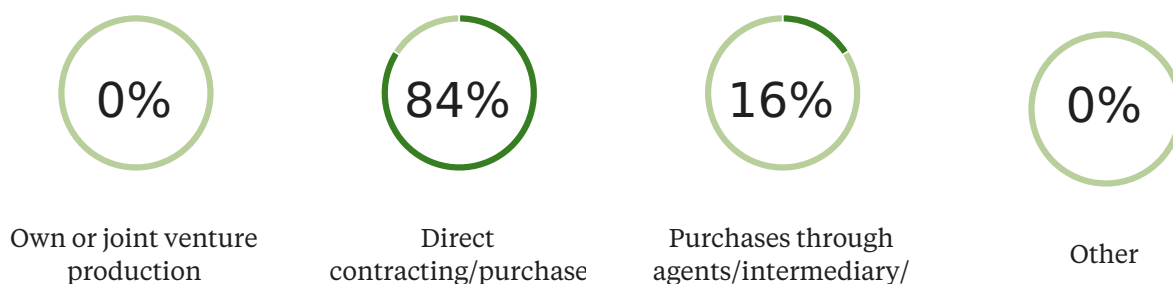 0%
84%
16%
0%
Own or joint venture
production
Direct
contracting/purchase
Purchases through
agents/intermediary/
Other